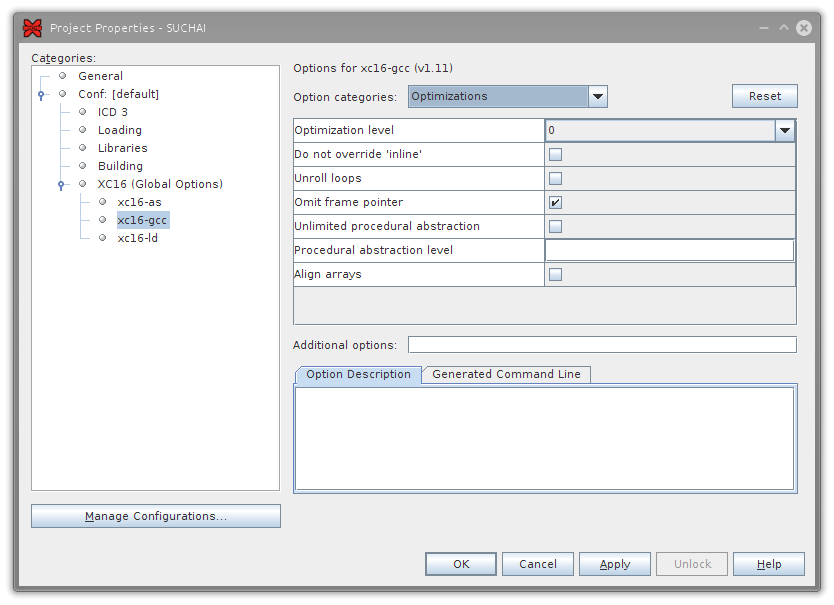 Project Properties - SUCHAI
Categories:
General
Conf: [default]
ICD 3
Loading
Libraries
Building
XC16 (Global Options)
xc16-as
xc16-gcc
xc16-ld
Manage Configurations...
Options for xc16-gcc (v1.11)
Option categories: Optimizations Reset
Optimization level 0
Do not override 'inline'
Unroll loops
Omit frame pointer
Unlimited procedural abstraction
Procedural abstraction level
Align arrays
Additional options:
Option Description Generated Command Line
OK Cancel Apply Unlock Help